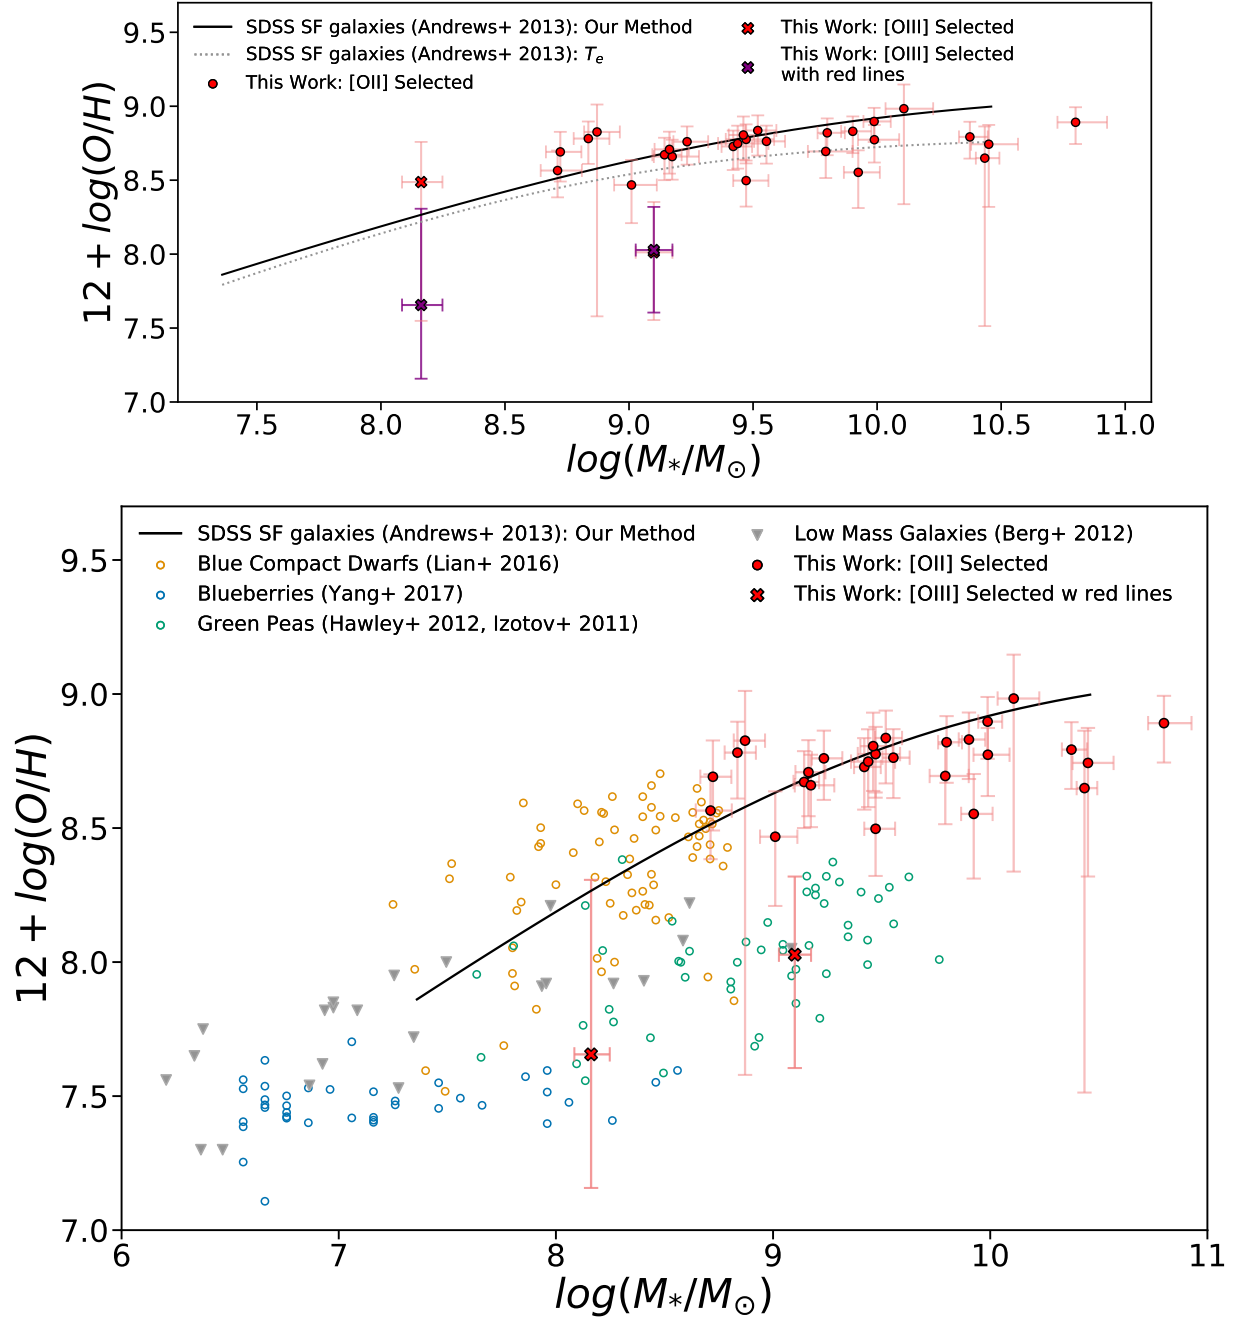 SDSS SF galaxies (Andrews+ 2013): Our Method
SDSS SF galaxies (Andrews+ 2013): Te
This Work: [OII] Selected
This Work: [OIII] Selected
This Work: [OIII] Selected
with red lines
9.5
9.0
8.5
8.0
7.5
7.0
12 + log(O/H)
7.5 8.0 8.5 9.0 9.5 10.0 10.5 11.0
log(M*/M⊙)
SDSS SF galaxies (Andrews+ 2013): Our Method
Blue Compact Dwarfs (Lian+ 2016)
Blueberries (Yang+ 2017)
Green Peas (Hawley+ 2012, Izotov+ 2011)
Low Mass Galaxies (Berg+ 2012)
This Work: [OII] Selected
This Work: [OIII] Selected w red lines
9.5
9.0
8.5
8.0
7.5
7.0
12 + log(O/H)
6 7 8 9 10 11
log(M*/M⊙)